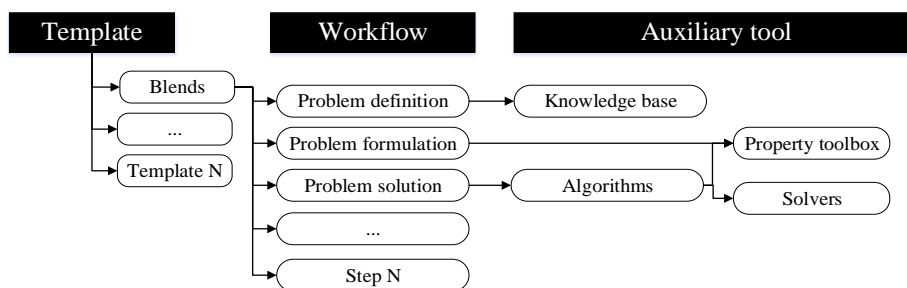 Template
Workflow
Auxiliary tool
Blends
Problem definition
Knowledge base
...
Problem formulation
Property toolbox
Template N
Problem solution
Algorithms
Solvers
...
Step N